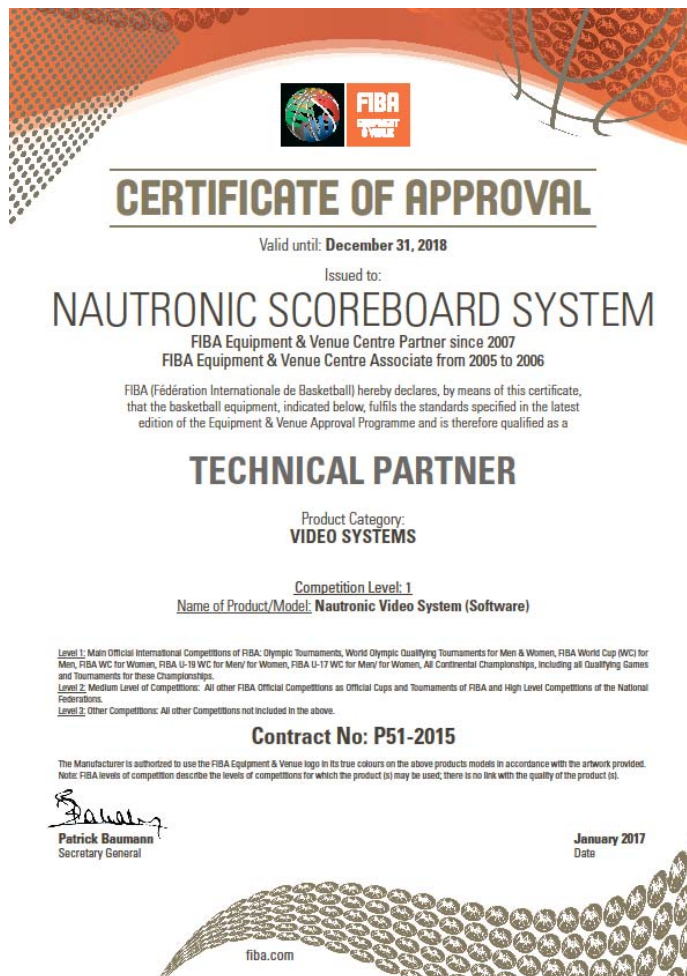 FIBA
EQUIPMENT
& VENUE
CERTIFICATE OF APPROVAL
Valid until: December 31, 2018
Issued to:
NAUTRONIC SCOREBOARD SYSTEM
FIBA Equipment & Venue Centre Partner since 2007
FIBA Equipment & Venue Centre Associate from 2005 to 2006
FIBA (Fédération Internationale de Basketball) hereby declares, by means of this certificate,
that the basketball equipment, indicated below, fulfils the standards specified in the latest
edition of the Equipment & Venue Approval Programme and is therefore qualified as a
TECHNICAL PARTNER
Product Category:
VIDEO SYSTEMS
Competition Level: 1
Name of Product/Model: Nautronic Video System (Software)
Level 1: Main Official International Competitions of FIBA: Olympic Tournaments, World Olympic Qualifying Tournaments for Men & Women, FIBA World Cup (WC) for
Men, FIBA WC for Women, FIBA U-19 WC for Men/ for Women, FIBA U-17 WC for Men/ for Women, All Continental Championships, including all Qualifying Games
and Tournaments for these Championships.
Level 2: Medium Level of Competitions: All other FIBA Official Competitions as Official Cups and Tournaments of FIBA and High Level Competitions of the National
Federations.
Level 3: Other Competitions: All other Competitions not included in the above.
Contract No: P51-2015
The Manufacturer is authorized to use the FIBA Equipment & Venue logo in its true colours on the above products models in accordance with the artwork provided.
Note: FIBA levels of competition describe the levels of competitions for which the product (s) may be used; there is no link with the quality of the product (s).
Patrick Baumann
Secretary General
January 2017
Date
fiba.com